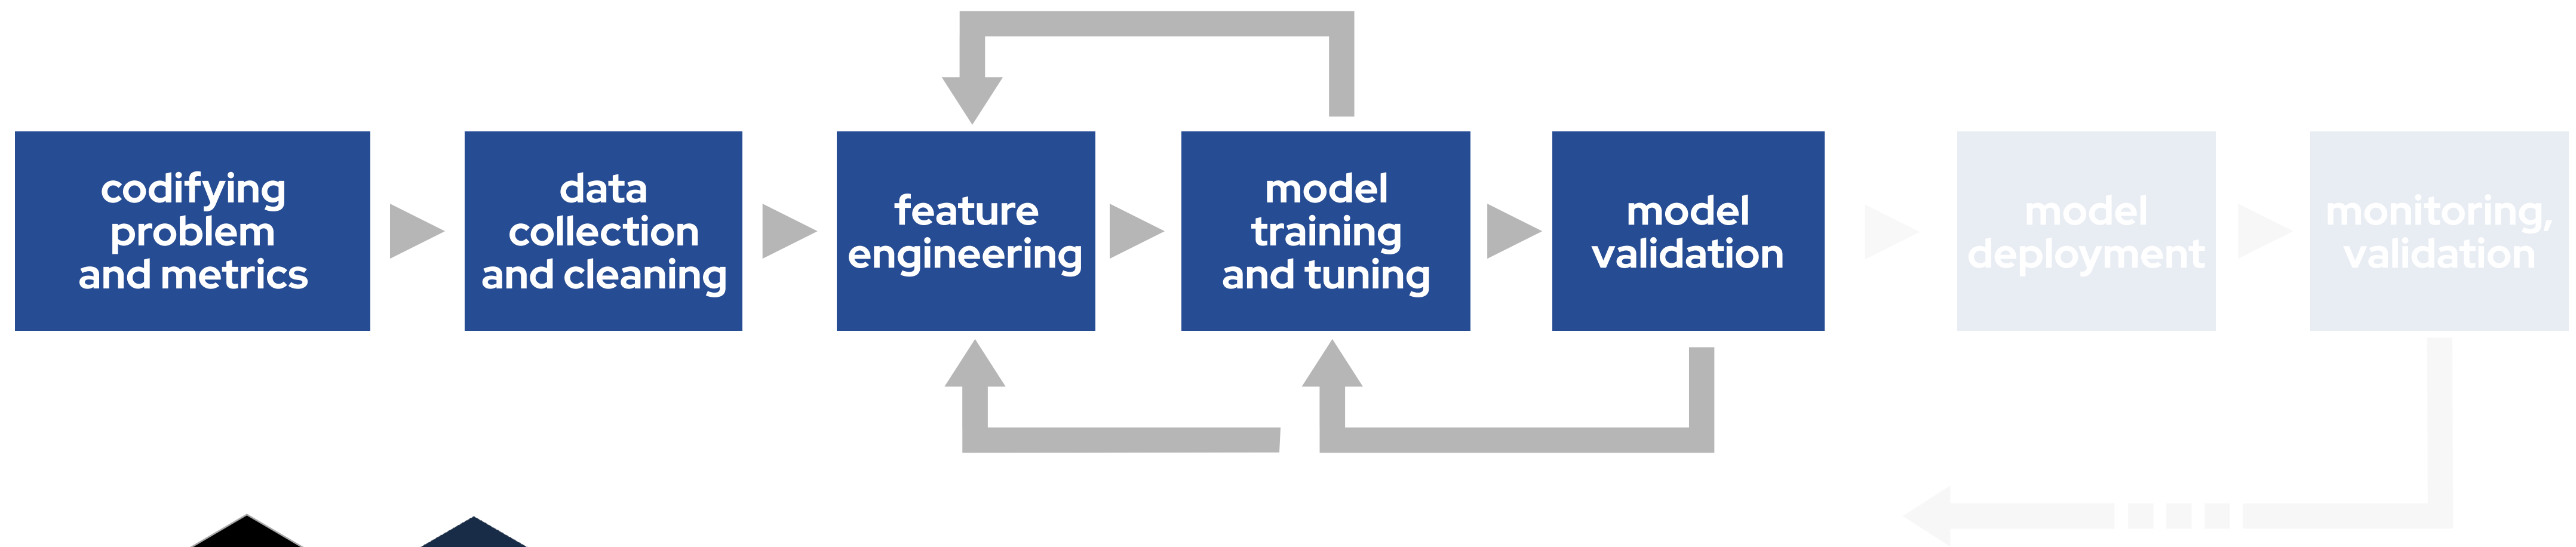 codifying
problem
and metrics
data
collection
and cleaning
feature
engineering
model
training
and tuning
model
validation
model
deployment
monitoring,
validation